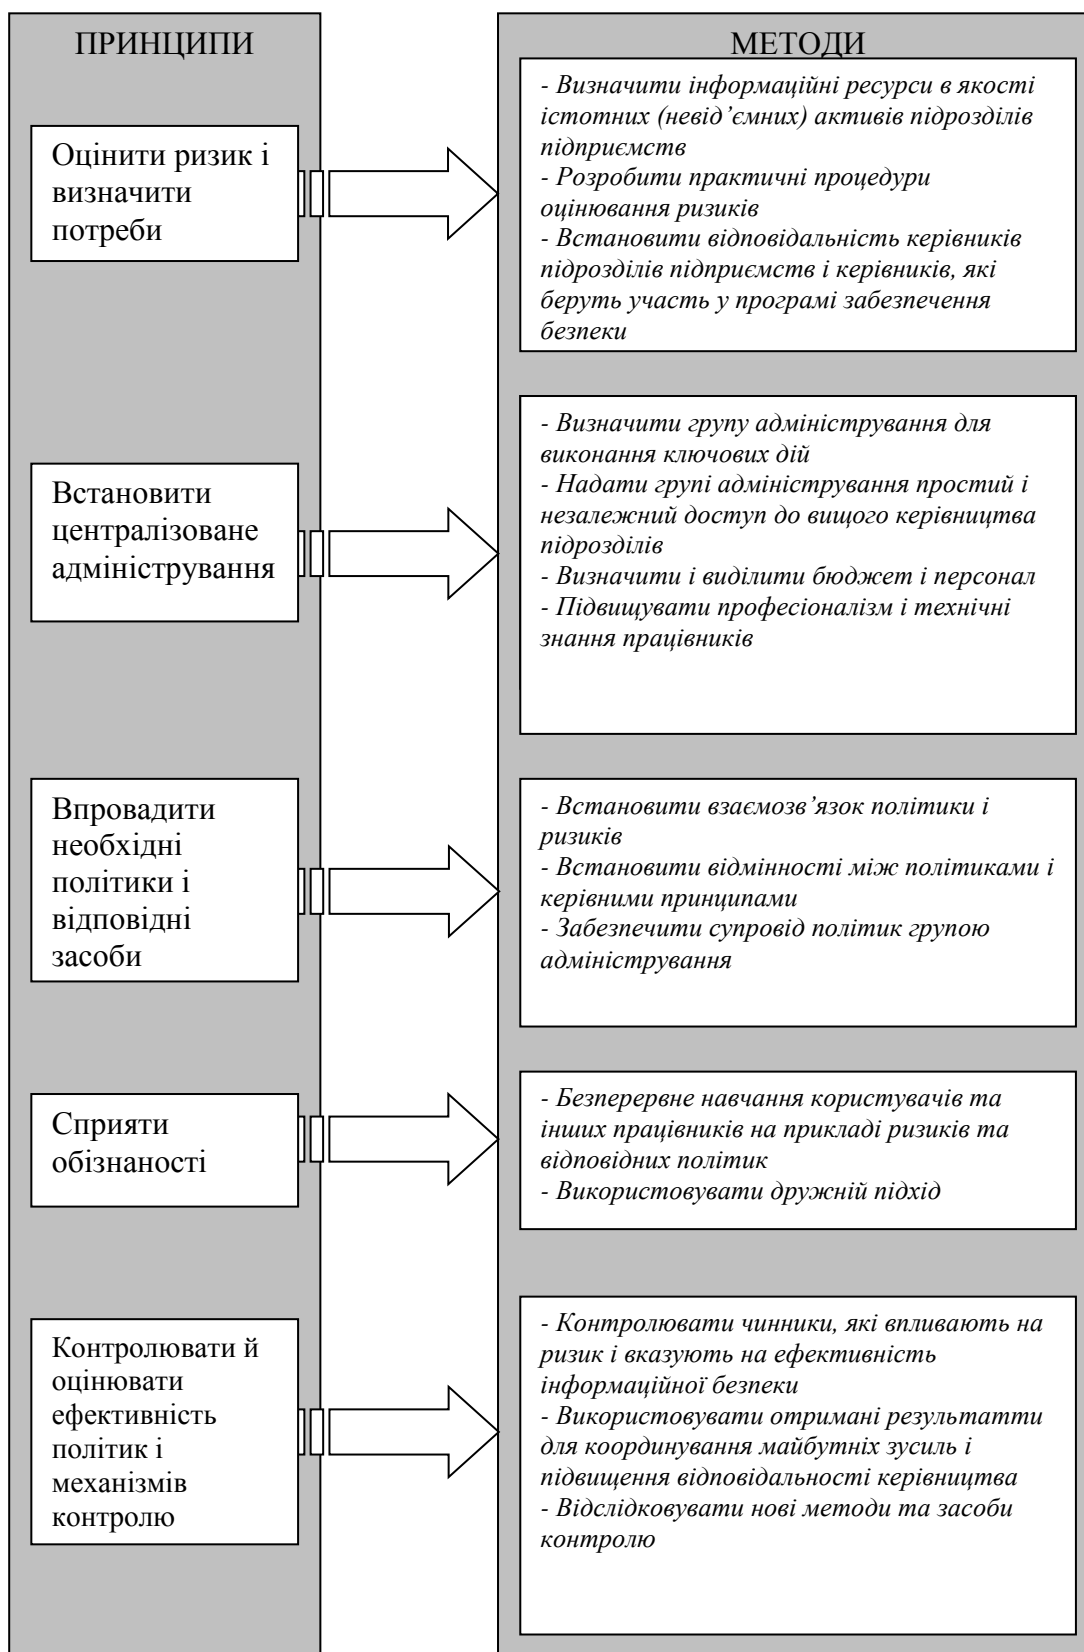 ПРИНЦИПИ
МЕТОДИ
Оцінити ризик і
визначити
потреби
- Визначити інформаційні ресурси в якості
істотних (невід’ємних) активів підрозділів
підприємств
- Розробити практичні процедури
оцінювання ризиків
- Встановити відповідальність керівників
підрозділів підприємств і керівників, які
беруть участь у програмі забезпечення
безпеки
Встановити
централізоване
адміністрування
- Визначити групу адміністрування для
виконання ключових дій
- Надати групі адміністрування простий і
незалежний доступ до вищого керівництва
підрозділів
- Визначити і виділити бюджет і персонал
- Підвищувати професіоналізм і технічні
знання працівників
Впровадити
необхідні
політики і
відповідні
засоби
- Встановити взаємозв’язок політики і
ризиків
- Встановити відмінності між політиками і
керівними принципами
- Забезпечити супровід політик групою
адміністрування
Сприяти
обізнаності
- Безперервне навчання користувачів та
інших працівників на прикладі ризиків та
відповідних політик
- Використовувати дружній підхід
Контролювати й
оцінювати
ефективність
політик і
механізмів
контролю
- Контролювати чинники, які впливають на
ризик і вказують на ефективність
інформаційної безпеки
- Використовувати отримані результатти
для координування майбутніх зусиль і
підвищення відповідальності керівництва
- Відслідковувати нові методи та засоби
контролю